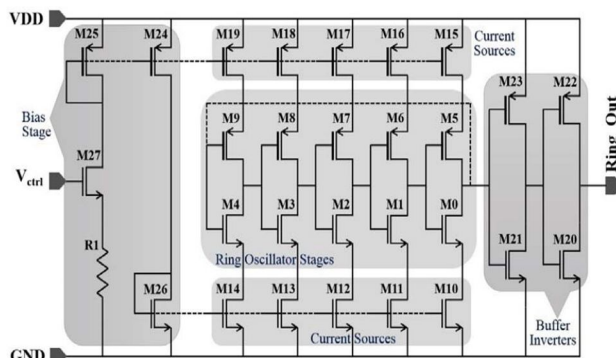 VDD
M25
M24
M19
M18
M17
M16
M15
Current
Sources
M23
M22
Bias
Stage
M9
M8
M7
M6
M5
M27
Vctrl
Ring_Out
M4
M3
M2
M1
M0
M21
M20
R1
Ring Oscillator Stages
M26
M14
M13
M12
M11
M10
Current Sources
Buffer
Inverters
GND